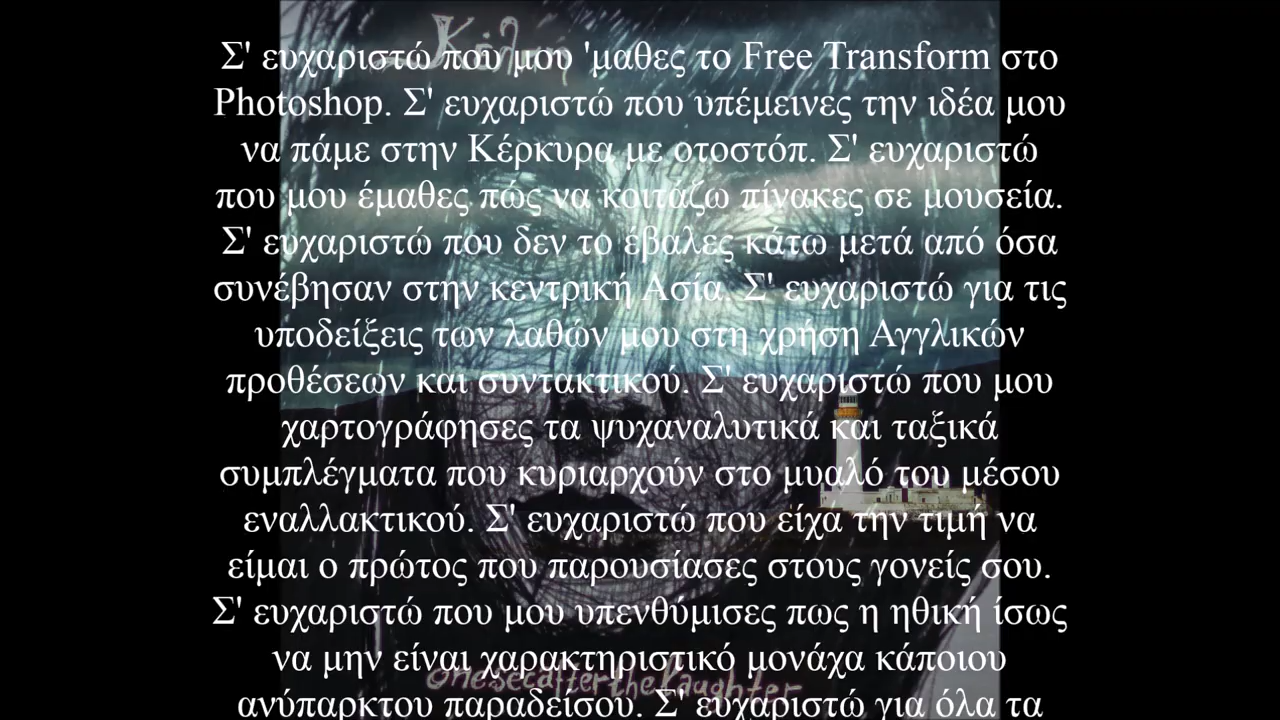 Κέλλυ
Σ' ευχαριστώ που μου 'μαθες το Free Transform στο
Photoshop. Σ' ευχαριστώ που υπέμεινες την ιδέα μου
να πάμε στην Κέρκυρα με οτοστόπ. Σ' ευχαριστώ
που μου έμαθες πώς να κοιτάζω πίνακες σε μουσεία.
Σ' ευχαριστώ που δεν το έβαλες κάτω μετά από όσα
συνέβησαν στην κεντρική Ασία. Σ' ευχαριστώ για τις
υποδείξεις των λαθών μου στη χρήση Αγγλικών
προθέσεων και συντακτικού. Σ' ευχαριστώ που μου
χαρτογράφησες τα ψυχαναλυτικά και ταξικά
συμπλέγματα που κυριαρχούν στο μυαλό του μέσου
εναλλακτικού. Σ' ευχαριστώ που είχα την τιμή να
είμαι ο πρώτος που παρουσίασες στους γονείς σου.
Σ' ευχαριστώ που μου υπενθύμισες πως η ηθική ίσως
να μην είναι χαρακτηριστικό μονάχα κάποιου
onesecafterthelaughter
ανύπαρκτου παραδείσου. Σ' ευχαριστώ για όλα τα